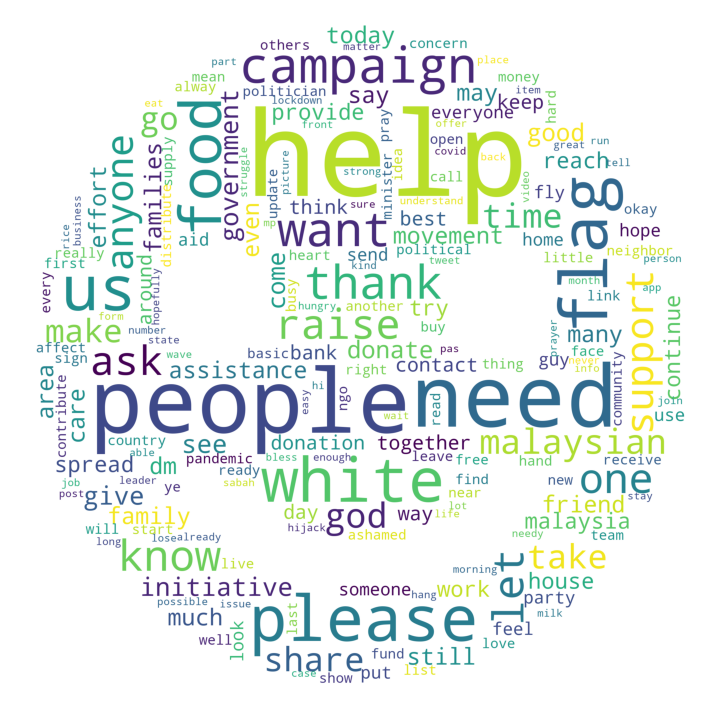 today
others
matter
concern
place
part
campaign
mean
alway
politician
lockdown
money
item
go
food
government
provide
say
may
keep
hard
front
help
everyone
offer
back
good
great
run
tell
eat
supply
distribute
families
anyone
effort
struggle
even
update
picture
strong
minister
pray
idea
open
covid
call
understand
video
reach
flag
want
think
sure
best
time
fly
okay
mp
movement
political
home
hope
us
really
aid
around
come
heart
send
tweet
kind
little
neighbor
first
rice
business
every
hopefully
thank
busy
hungry
another
try
link
month
person
app
make
form
number
raise
buy
many
support
continue
affect
state
sign
wave
basic
bank
donate
pas
guy
face
prayer
never
info
ask
assistance
right
contact
thing
area
contribute
care
people
easy
hi
ngo
wait
read
need
community
use
join
country
able
see
donation
together
malaysian
spread
job
post
leader
dm
pandemic
bless
enough
leave
free
hand
receive
stay
ready
sabah
white
near
find
new
one
give
ye
lot
life
friend
family
day
god
way
will
start
hijack
ashamed
needy
malaysia
team
long
lose
already
know
live
let
take
morning
initiative
someone
hang
work
house
possible
issue
please
milk
much
look
last
party
feel
love
well
share
still
case
show
fund
put
list